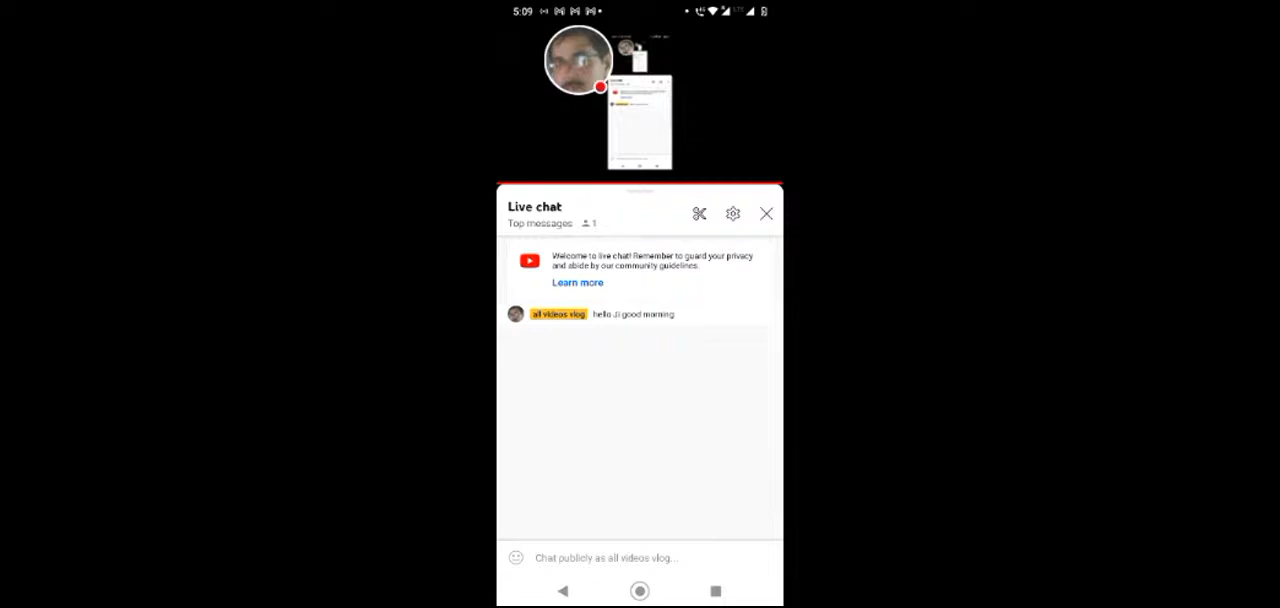 5:09
Live chat
Top messages 1
Welcome to live chat! Remember to guard your privacy
and abide by our community guidelines.
Learn more
all videos vlog hello Ji good morning
Chat publicly as all videos vlog...